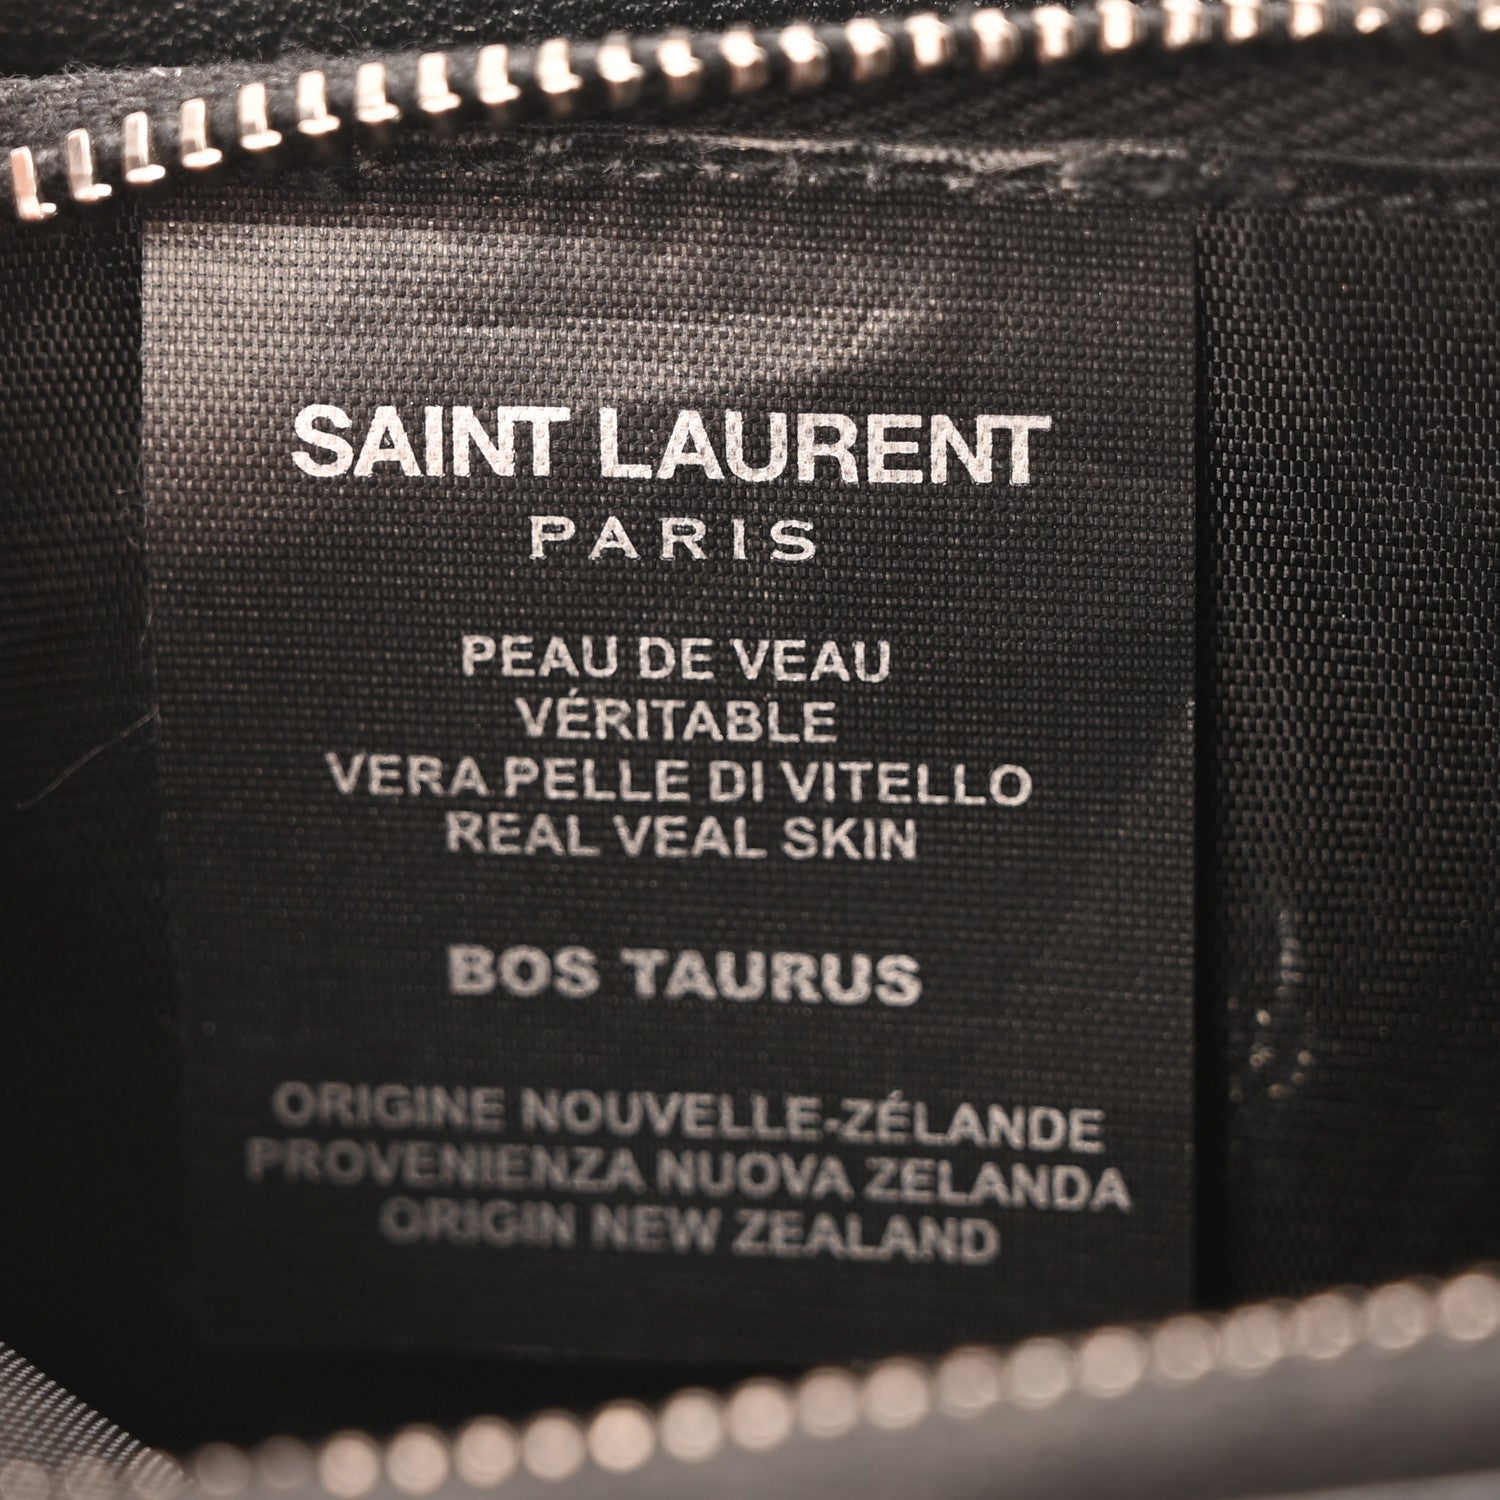 SAINT LAURENT
PARIS
PEAU DE VEAU
VÉRITABLE
VERA PELLE DI VITELLO
REAL VEAL SKIN
BOS TAURUS
ORIGINE NOUVELLE-ZÉLANDE
PROVENIENZA NUOVA ZELANDA
ORIGIN NEW ZEALAND